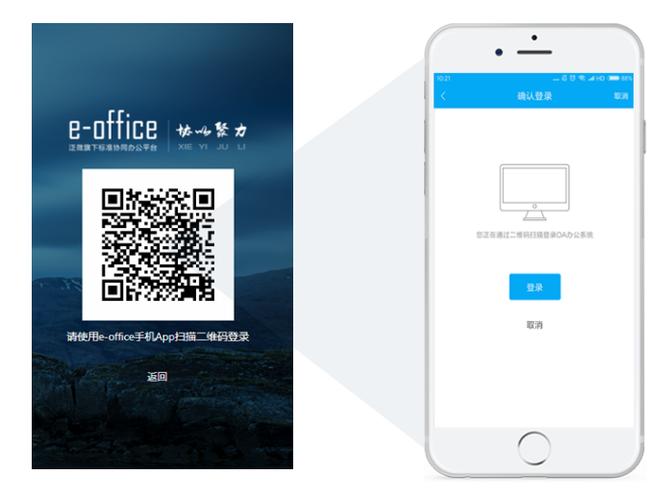 e-office
泛微旗下标准协同办公平台
协以聚力
XIE YI JU LI
请使用e-office手机App扫描二维码登录
返回
10:21
HD 88%
确认登录
取消
您正在通过二维码扫描登录OA办公系统
登录
取消